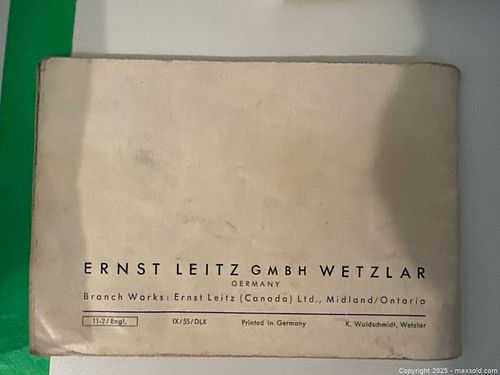 ERNST LEITZ GMBH WETZLAR
GERMANY
Branch Works: Ernst Leitz (Canada) Ltd., Midland/Ontario
11-2/Engl. IX/55/DLX Printed in Germany K. Waldschmidt, Wetzlar
Copyright 2025 - maxsold.com